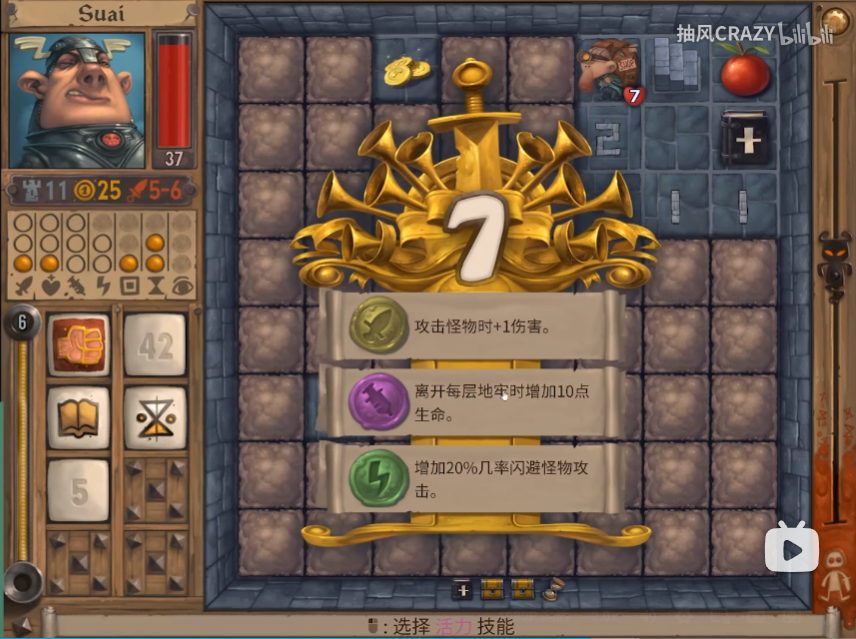 Suai
抽风CRAZY bilibili
37
7
11 25 5-6
2
1 1
7
6
42
5
攻击怪物时+1伤害。
离开每层地牢时增加10点
生命。
增加20%几率闪避怪物攻
击。
:选择 活力 技能